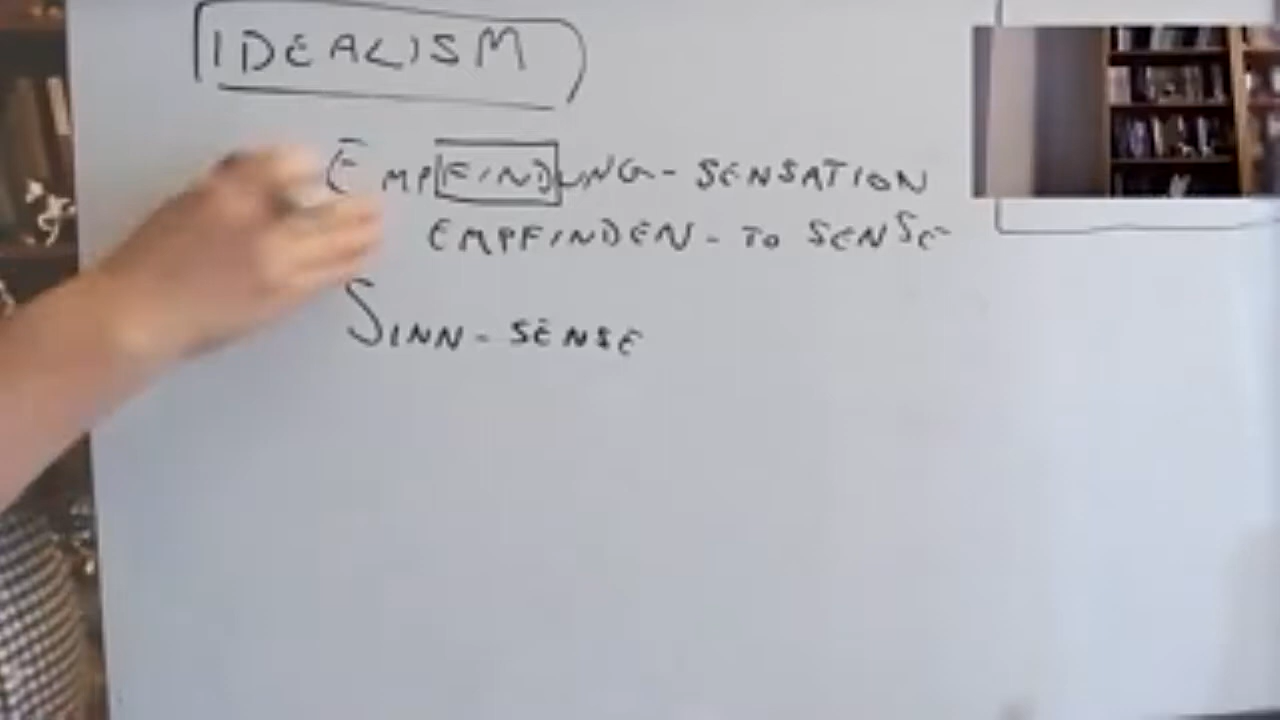 IDEALISM
EMPFINDUNG - SENSATION
EMPFINDEN - TO SENSE
SINN - SENSE